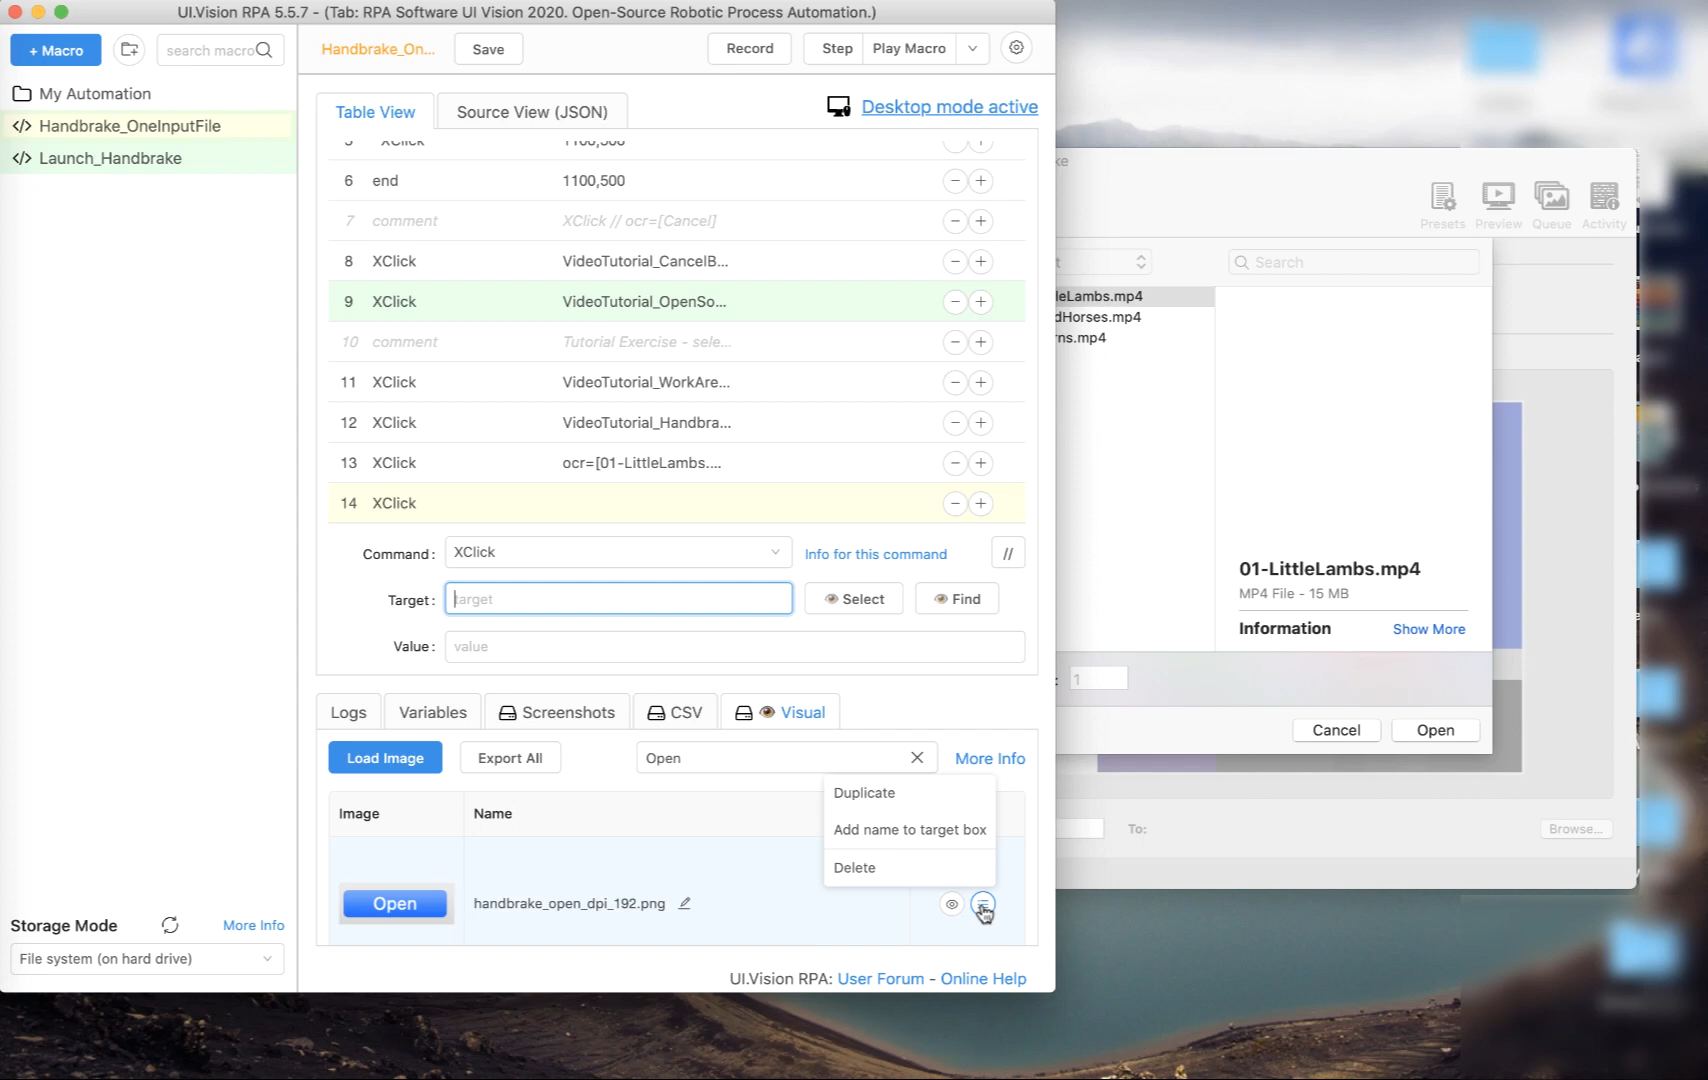 UI.Vision RPA 5.5.7 - (Tab: RPA Software UI Vision 2020. Open-Source Robotic Process Automation.)
+ Macro
search macro
Handbrake_On...
Save
Record
Step
Play Macro
My Automation
Handbrake_OneInputFile
Launch_Handbrake
Table View
Source View (JSON)
Desktop mode active
5 XClick 1100,500
6 end 1100,500
7 comment XClick // ocr=[Cancel]
8 XClick VideoTutorial_CancelB...
9 XClick VideoTutorial_OpenSo...
10 comment Tutorial Exercise - sele...
11 XClick VideoTutorial_WorkAre...
12 XClick VideoTutorial_Handbra...
13 XClick ocr=[01-LittleLambs....
14 XClick
Command: XClick Info for this command //
Target: target Select Find
Value: value
Logs
Variables
Screenshots
CSV
Visual
Load Image
Export All
Open
More Info
Duplicate
Add name to target box
Delete
Image
Name
Open
handbrake_open_dpi_192.png
Storage Mode
More Info
File system (on hard drive)
UI.Vision RPA: User Forum - Online Help
ke
Presets
Preview
Queue
Activity
t
Search
leLambs.mp4
dHorses.mp4
rns.mp4
01-LittleLambs.mp4
MP4 File - 15 MB
Information
Show More
: 1
Cancel
Open
To:
Browse...